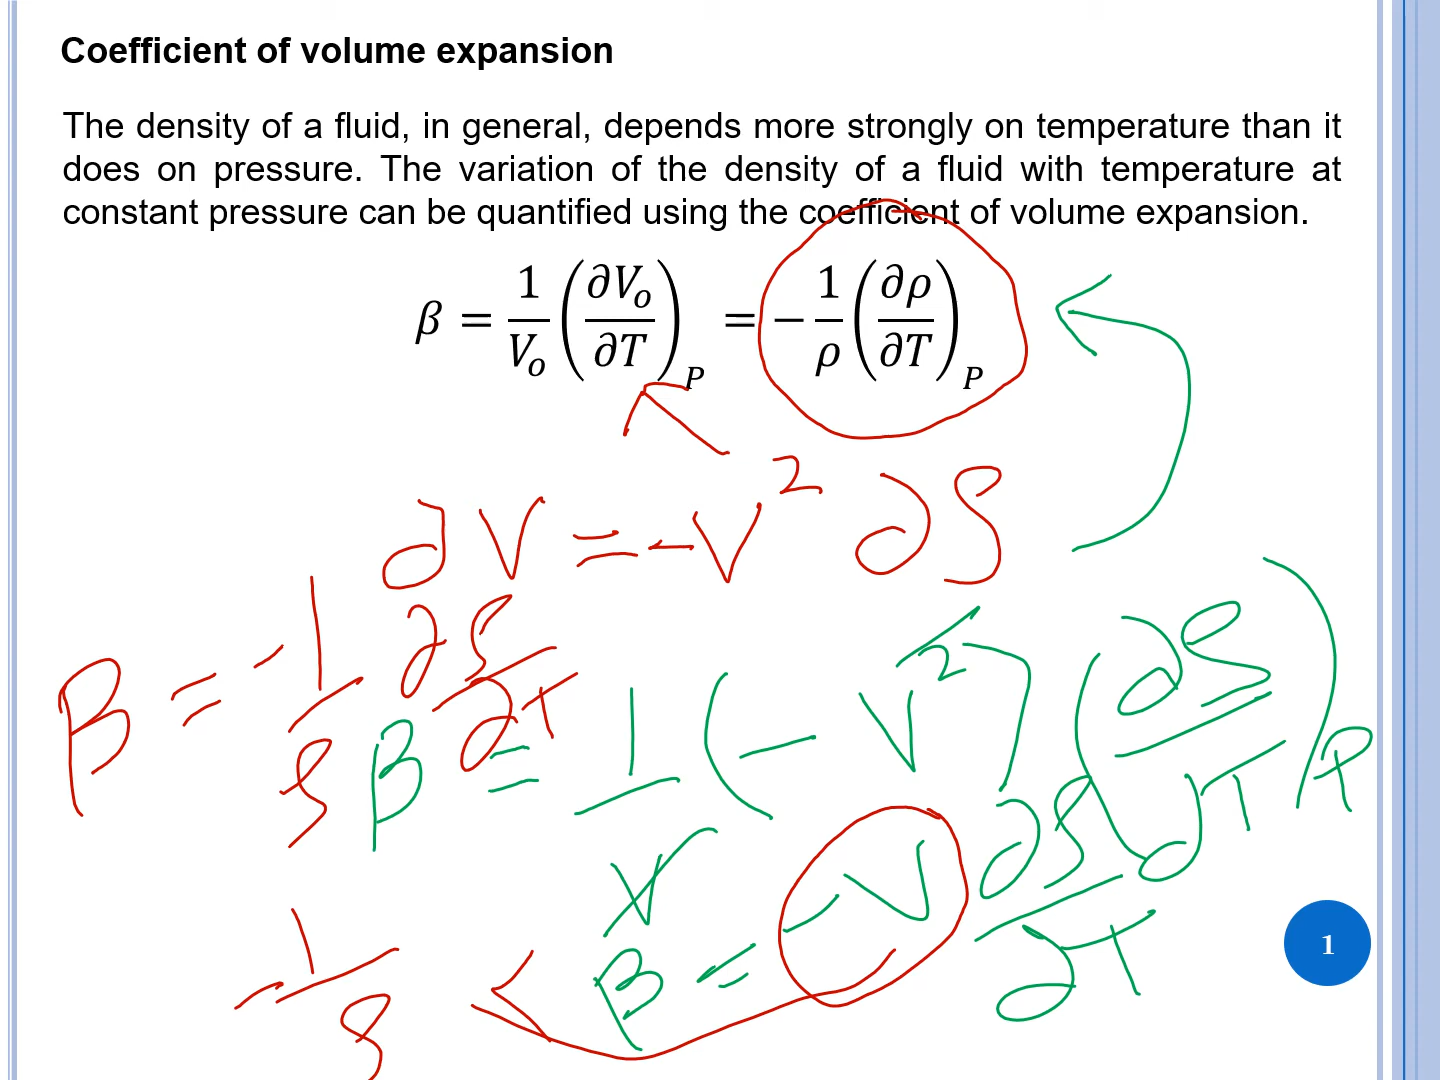 Coefficient of volume expansion
The density of a fluid, in general, depends more strongly on temperature than it
does on pressure. The variation of the density of a fluid with temperature at
constant pressure can be quantified using the coefficient of volume expansion.
β = 1/V₀ (∂V₀/∂T)_P = − 1/ρ (∂ρ/∂T)_P
∂V = −V² ∂ρ
β = −1/ρ ∂ρ/∂T
β = 1/V (−V²) (∂ρ/∂T)_P
β = −V ∂ρ/∂T
−1/ρ
1